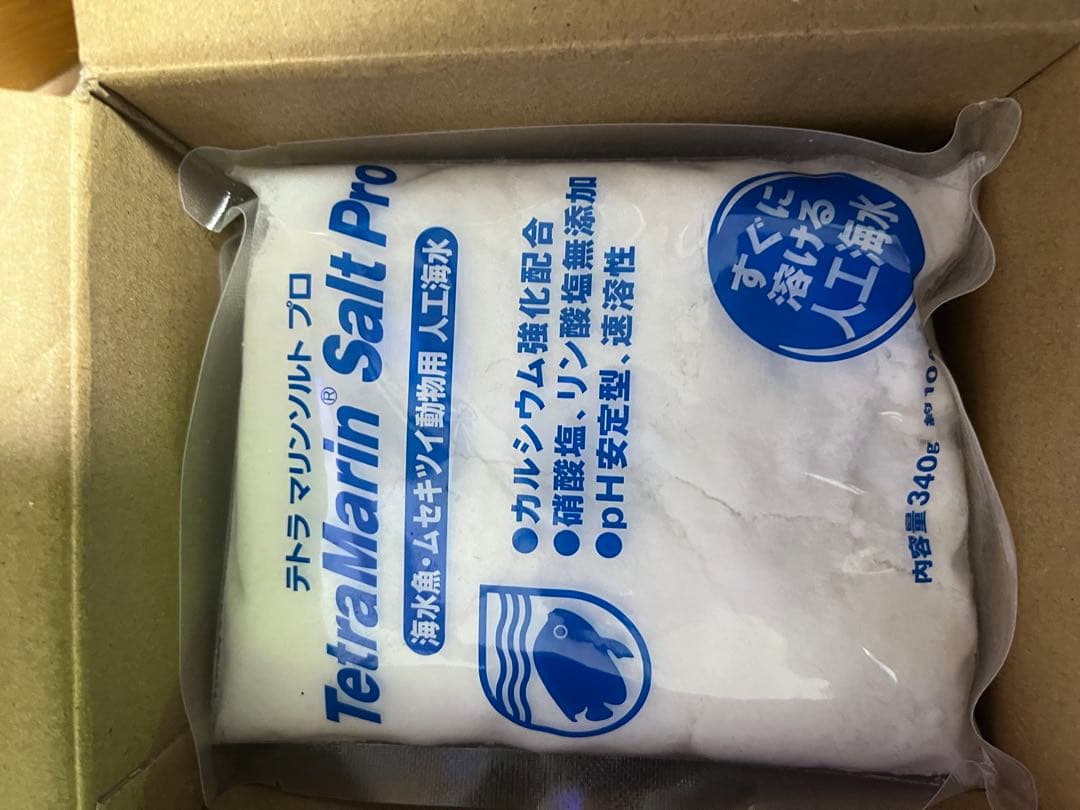 テトラ マリンソルト プロ
TetraMarin® Salt Pro
海水魚・ムセキツイ動物用 人工海水
●カルシウム強化配合
●硝酸塩、リン酸塩無添加
●pH安定型、速溶性
すぐに
溶ける
人工海水
内容量340g 約10